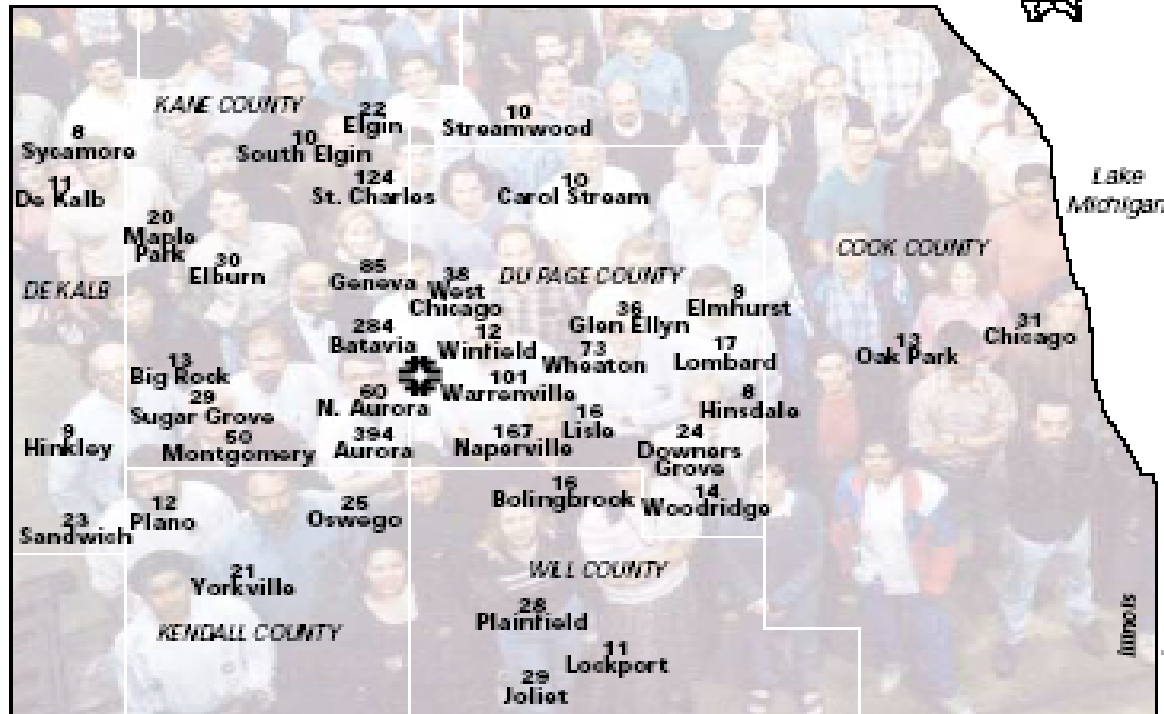 KANE COUNTY
22
Elgin
10
Streamwood
8
Sycamore
10
South Elgin
11
De Kalb
124
St. Charles
10
Carol Stream
Lake
Michigan
20
Maple
Park
30
Elburn
COOK COUNTY
DE KALB
85
Geneva
38
West
Chicago
DU PAGE COUNTY
9
Elmhurst
36
Glen Ellyn
284
Batavia
12
Winfield
73
Wheaton
17
Lombard
13
Oak Park
31
Chicago
13
Big Rock
29
Sugar Grove
60
N. Aurora
101
Warrenville
16
Lisle
Hinsdale
9
Hinkley
50
Montgomery
394
Aurora
167
Naperville
24
Downers
Grove
16
Bolingbrook
14
Woodridge
12
Plano
25
Oswego
23
Sandwich
21
Yorkville
WILL COUNTY
28
Plainfield
KENDALL COUNTY
11
Lockport
29
Joliet
Illinois